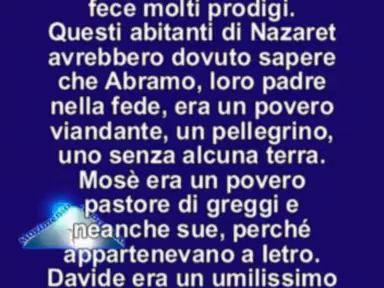 fece molti prodigi.
Questi abitanti di Nazaret
avrebbero dovuto sapere
che Abramo, loro padre
nella fede, era un povero
viandante, un pellegrino,
uno senza alcuna terra.
Mosè era un povero
pastore di greggi e
neanche sue, perché
appartenevano a Ietro.
Davide era un umilissimo